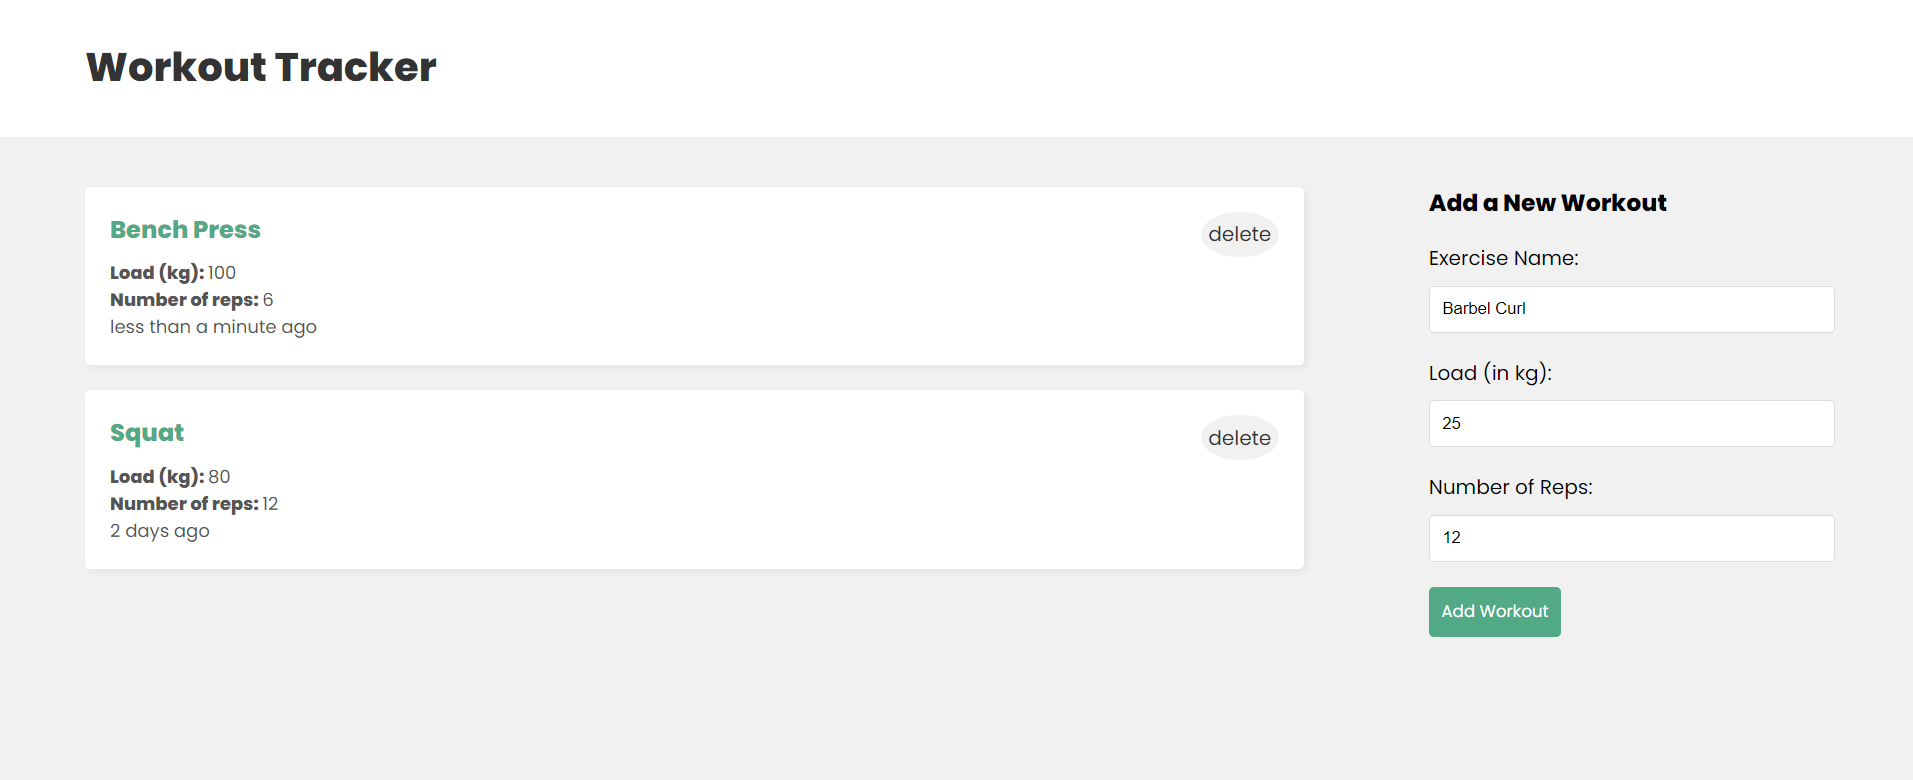 Workout Tracker
Bench Press
delete
Load (kg): 100
Number of reps: 6
less than a minute ago
Squat
delete
Load (kg): 80
Number of reps: 12
2 days ago
Add a New Workout
Exercise Name:
Barbel Curl
Load (in kg):
25
Number of Reps:
12
Add Workout